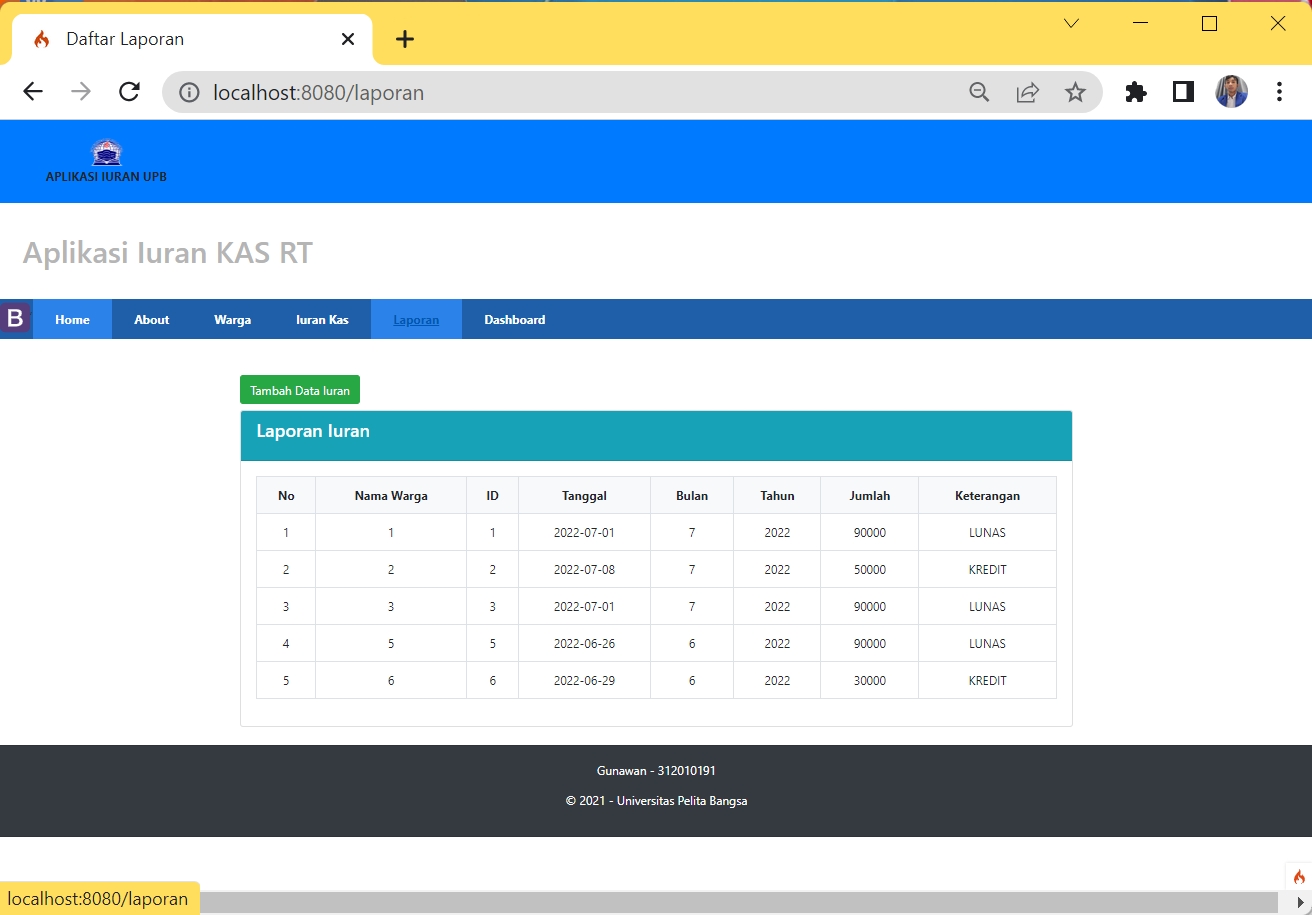 Daftar Laporan
localhost:8080/laporan
APLIKASI IURAN UPB
Aplikasi Iuran KAS RT
B Home About Warga Iuran Kas Laporan Dashboard
Tambah Data Iuran
Laporan Iuran
No Nama Warga ID Tanggal Bulan Tahun Jumlah Keterangan
1 1 1 2022-07-01 7 2022 90000 LUNAS
2 2 2 2022-07-08 7 2022 50000 KREDIT
3 3 3 2022-07-01 7 2022 90000 LUNAS
4 5 5 2022-06-26 6 2022 90000 LUNAS
5 6 6 2022-06-29 6 2022 30000 KREDIT
Gunawan - 312010191
© 2021 - Universitas Pelita Bangsa
localhost:8080/laporan